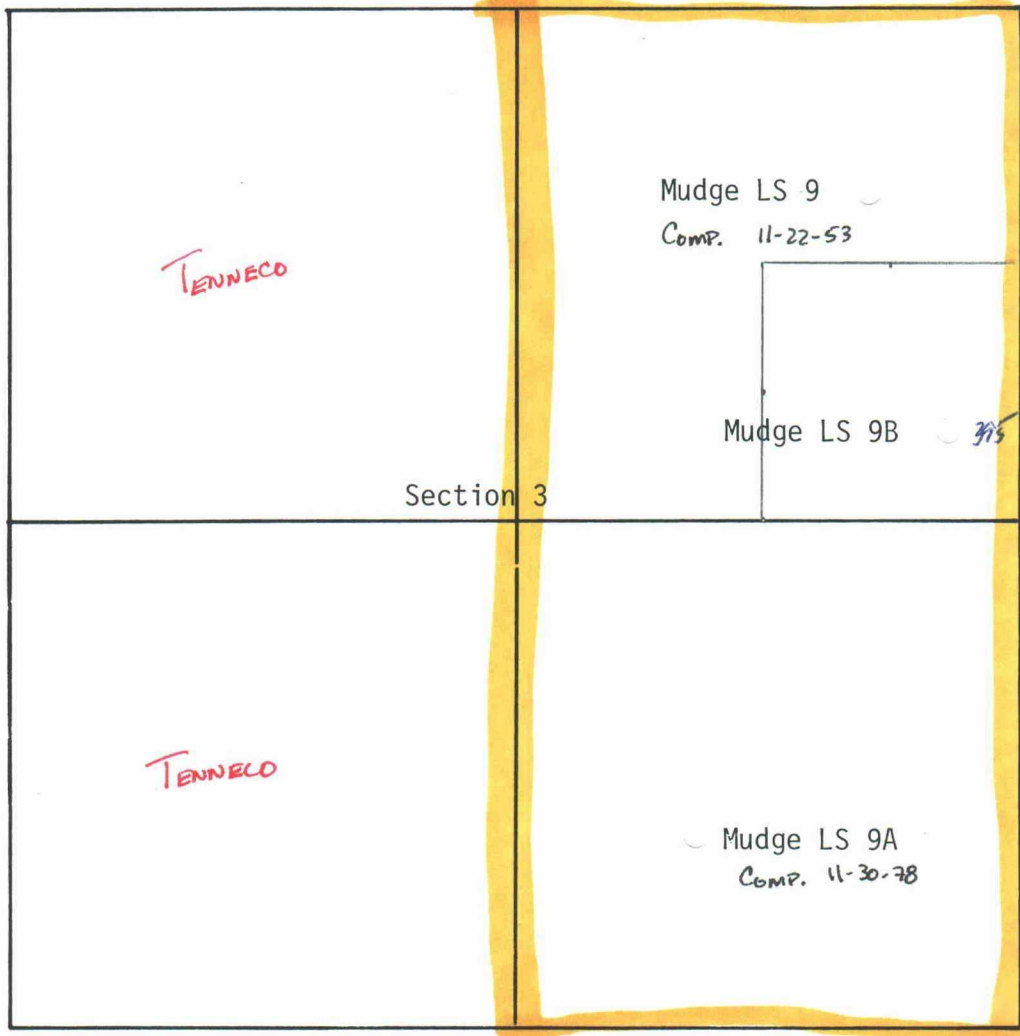 Mudge LS 9
Comp. 11-22-53
TENNECO
Mudge LS 9B
Section 3
TENNECO
Mudge LS 9A
Comp. 11-30-78